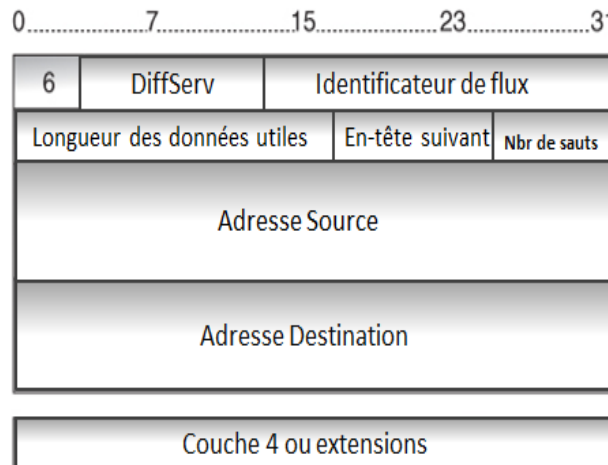 0...............7................15...............23...............31
6 DiffServ Identificateur de flux
Longueur des données utiles En-tête suivant Nbr de sauts
Adresse Source
Adresse Destination
Couche 4 ou extensions